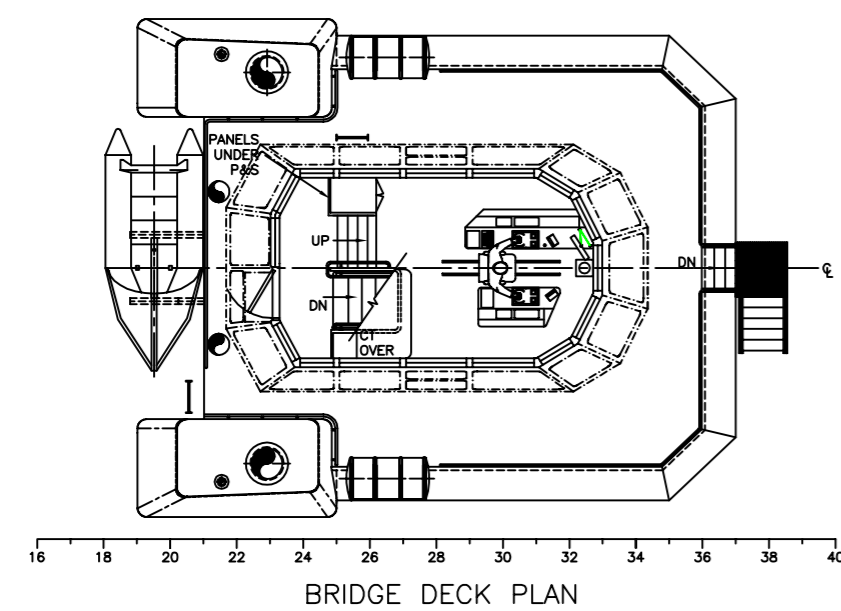 PANELS
UNDER
P&S
UP
DN
DN
C1
OVER
N
℄
16 18 20 22 24 26 28 30 32 34 36 38 40
BRIDGE DECK PLAN